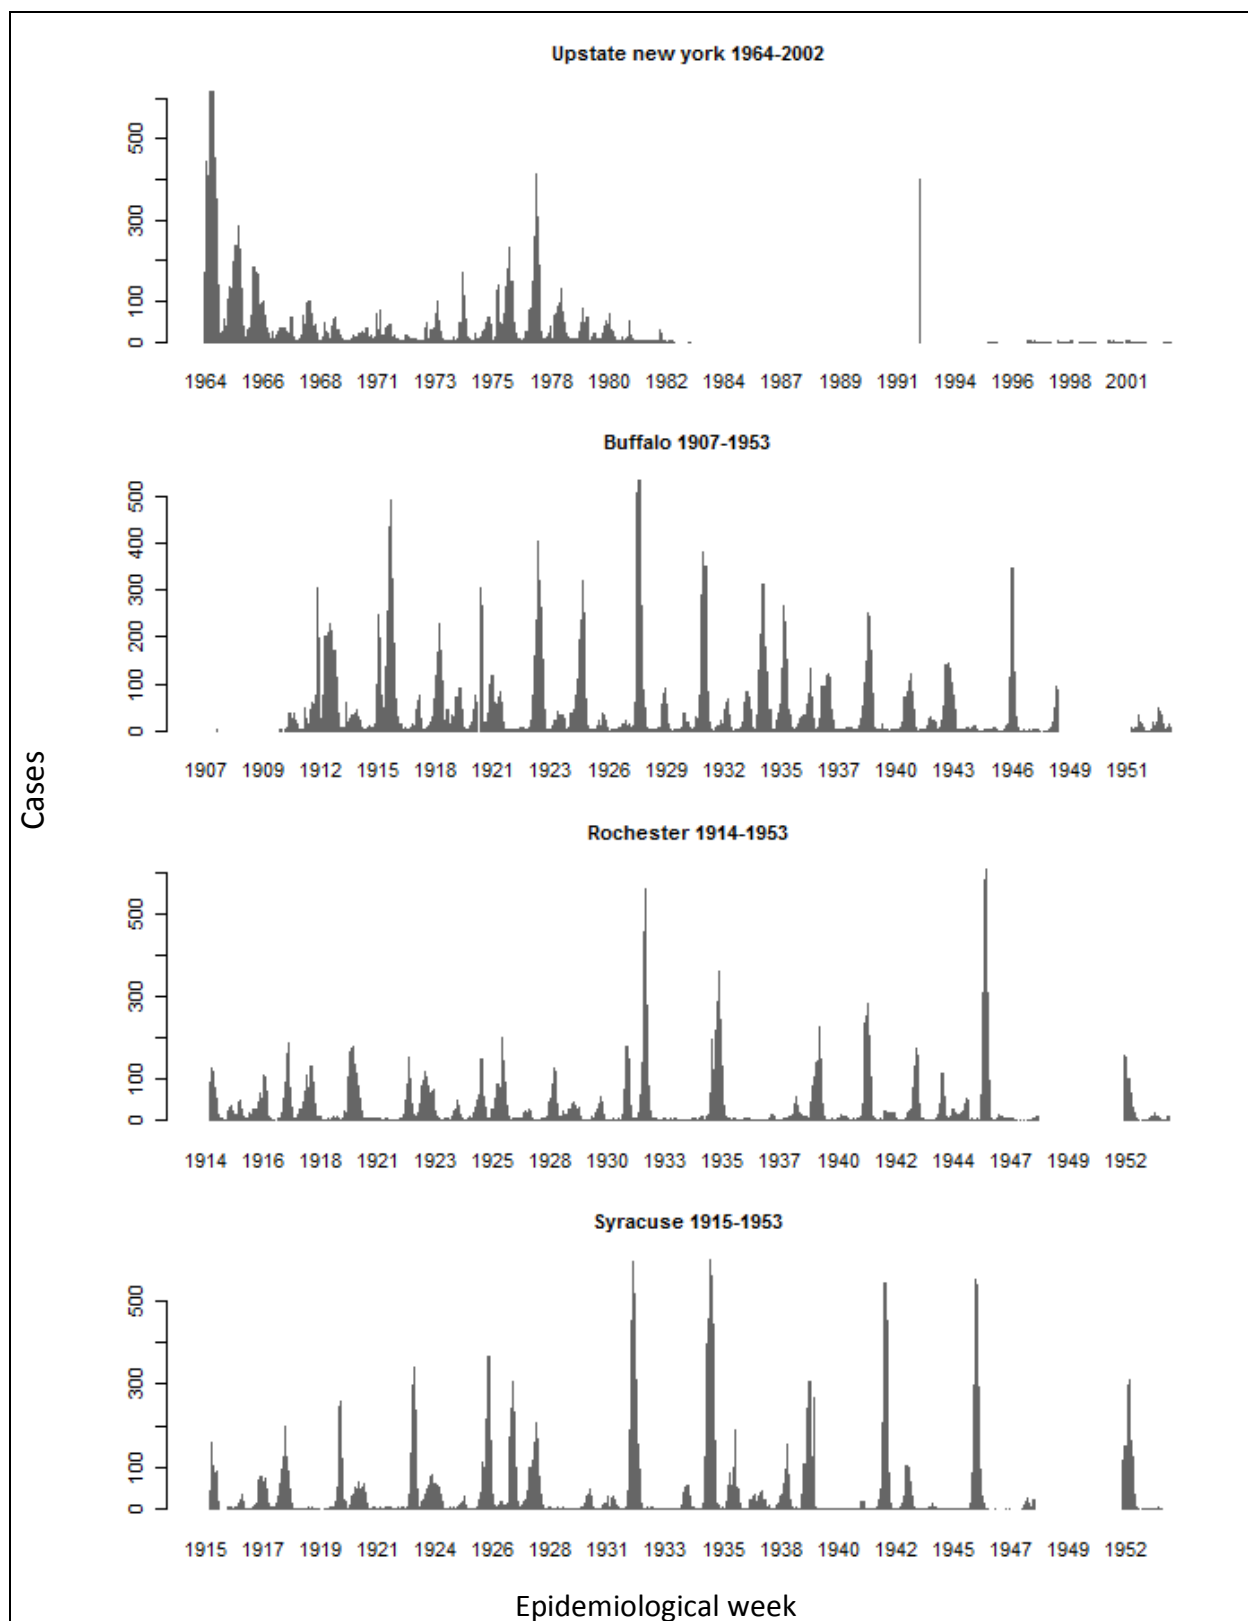 Upstate new york 1964-2002
500
300
100
0
1964 1966 1968 1971 1973 1975 1978 1980 1982 1984 1987 1989 1991 1994 1996 1998 2001
Buffalo 1907-1953
500
400
300
200
100
0
1907 1909 1912 1915 1918 1921 1923 1926 1929 1932 1935 1937 1940 1943 1946 1949 1951
Cases
Rochester 1914-1953
500
300
100
0
1914 1916 1918 1921 1923 1925 1928 1930 1933 1935 1937 1940 1942 1944 1947 1949 1952
Syracuse 1915-1953
500
300
100
0
1915 1917 1919 1921 1924 1926 1928 1931 1933 1935 1938 1940 1942 1945 1947 1949 1952
Epidemiological week